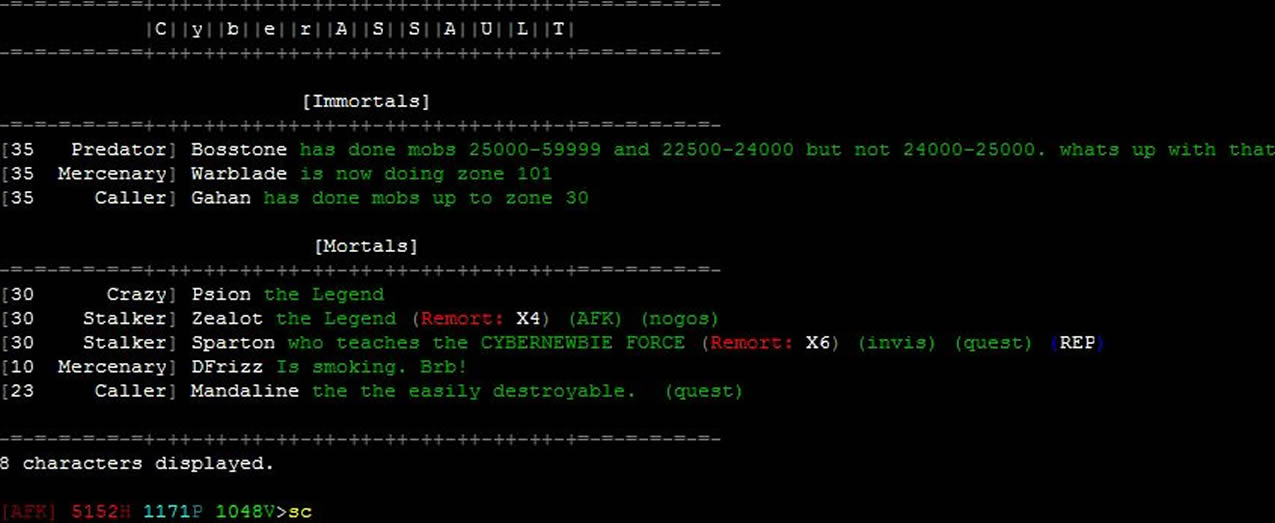 -=-=-=-=-=-=+-++-++-++-++-++-++-++-++-++-++-++-+=-=-=-=-=-=-
|C||y||b||e||r||A||S||S||A||U||L||T|
-=-=-=-=-=-=+-++-++-++-++-++-++-++-++-++-++-++-+=-=-=-=-=-=-
[Immortals]
-=-=-=-=-=-=+-++-++-++-++-++-++-++-++-++-++-++-+=-=-=-=-=-=-
[35 Predator] Bosstone has done mobs 25000-59999 and 22500-24000 but not 24000-25000. whats up with that
[35 Mercenary] Warblade is now doing zone 101
[35 Caller] Gahan has done mobs up to zone 30
[Mortals]
-=-=-=-=-=-=+-++-++-++-++-++-++-++-++-++-++-++-+=-=-=-=-=-=-
[30 Crazy] Psion the Legend
[30 Stalker] Zealot the Legend (Remort: X4) (AFK) (nogos)
[30 Stalker] Sparton who teaches the CYBERNEWBIE FORCE (Remort: X6) (invis) (quest) (REP)
[10 Mercenary] DFrizz Is smoking. Brb!
[23 Caller] Mandaline the the easily destroyable. (quest)
-=-=-=-=-=-=+-++-++-++-++-++-++-++-++-++-++-++-+=-=-=-=-=-=-
8 characters displayed.
[AFK] 5152H 1171P 1048V>sc